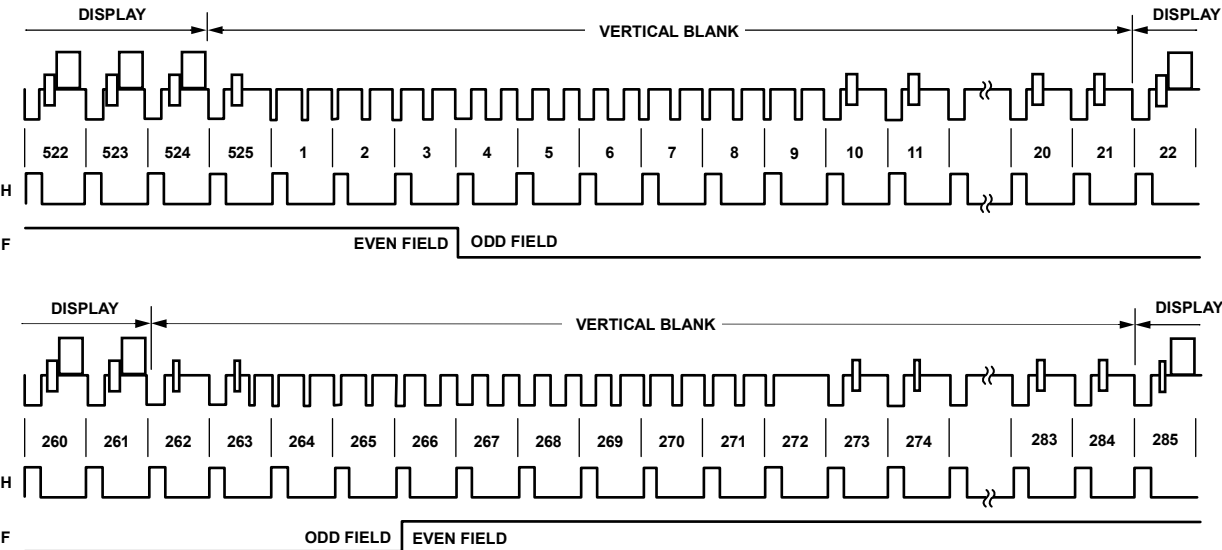 DISPLAY VERTICAL BLANK DISPLAY
522 523 524 525 1 2 3 4 5 6 7 8 9 10 11 20 21 22
H
F EVEN FIELD ODD FIELD
DISPLAY VERTICAL BLANK DISPLAY
260 261 262 263 264 265 266 267 268 269 270 271 272 273 274 283 284 285
H
F ODD FIELD EVEN FIELD